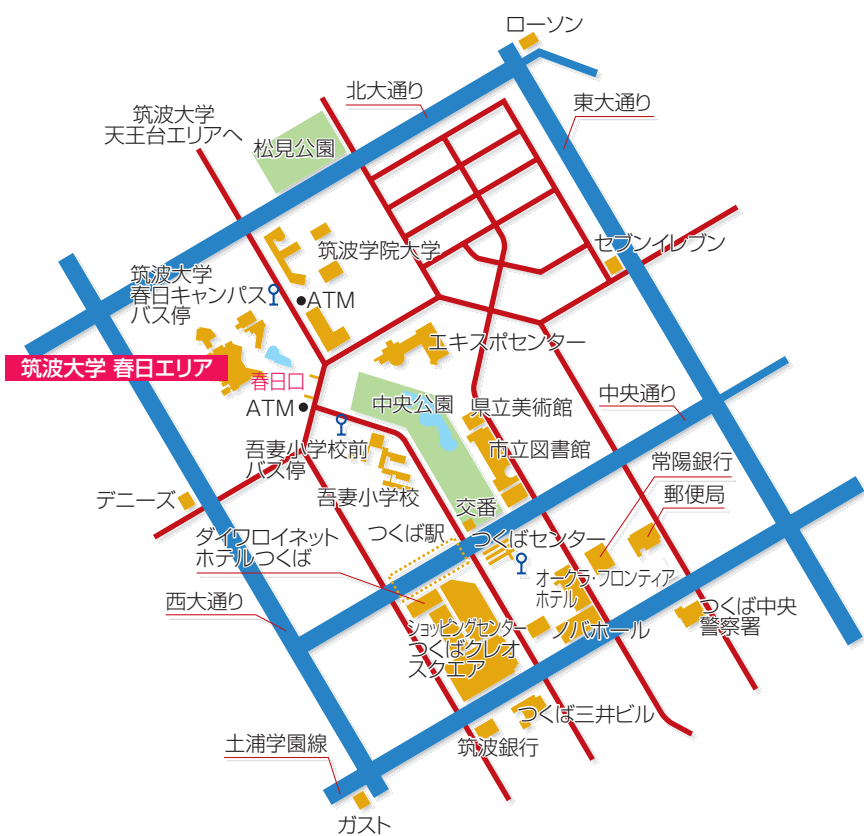 ローソン
北大通り
東大通り
筑波大学
天王台エリアへ
松見公園
筑波学院大学
セブンイレブン
筑波大学
春日キャンパス
バス停
ATM
エキスポセンター
筑波大学 春日エリア
春日口
ATM
中央公園
県立美術館
中央通り
吾妻小学校前
バス停
市立図書館
常陽銀行
郵便局
吾妻小学校
デニーズ
交番
ダイワロイネット
ホテルつくば
つくば駅
つくばセンター
オークラ・フロンティア
ホテル
西大通り
ショッピングセンター
つくばクレオ
スクエア
ノバホール
つくば中央
警察署
つくば三井ビル
筑波銀行
土浦学園線
ガスト